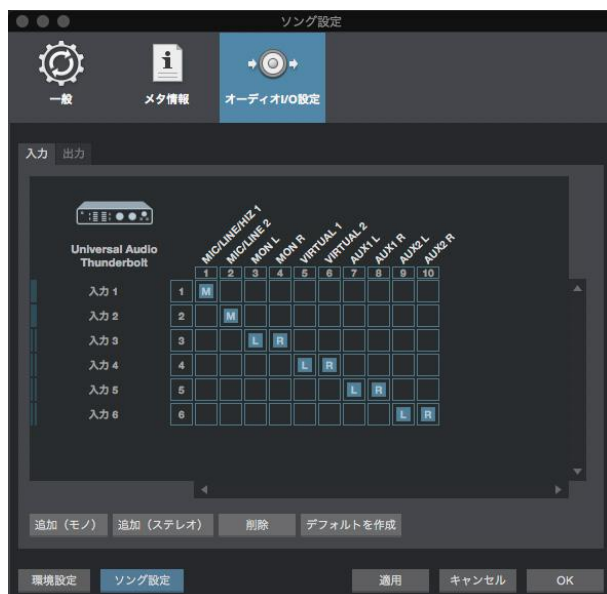 ソング設定
一般
メタ情報
オーディオI/O設定
入力 出力
Universal Audio
Thunderbolt
MIC/LINE/HIZ 1 MIC/LINE 2 MON L MON R VIRTUAL 1 VIRTUAL 2 AUX1 L AUX1 R AUX2 L AUX2 R
1 2 3 4 5 6 7 8 9 10
入力 1 1 M
入力 2 2 M
入力 3 3 L R
入力 4 4 L R
入力 5 5 L R
入力 6 6 L R
追加（モノ） 追加（ステレオ） 削除 デフォルトを作成
環境設定 ソング設定 適用 キャンセル OK